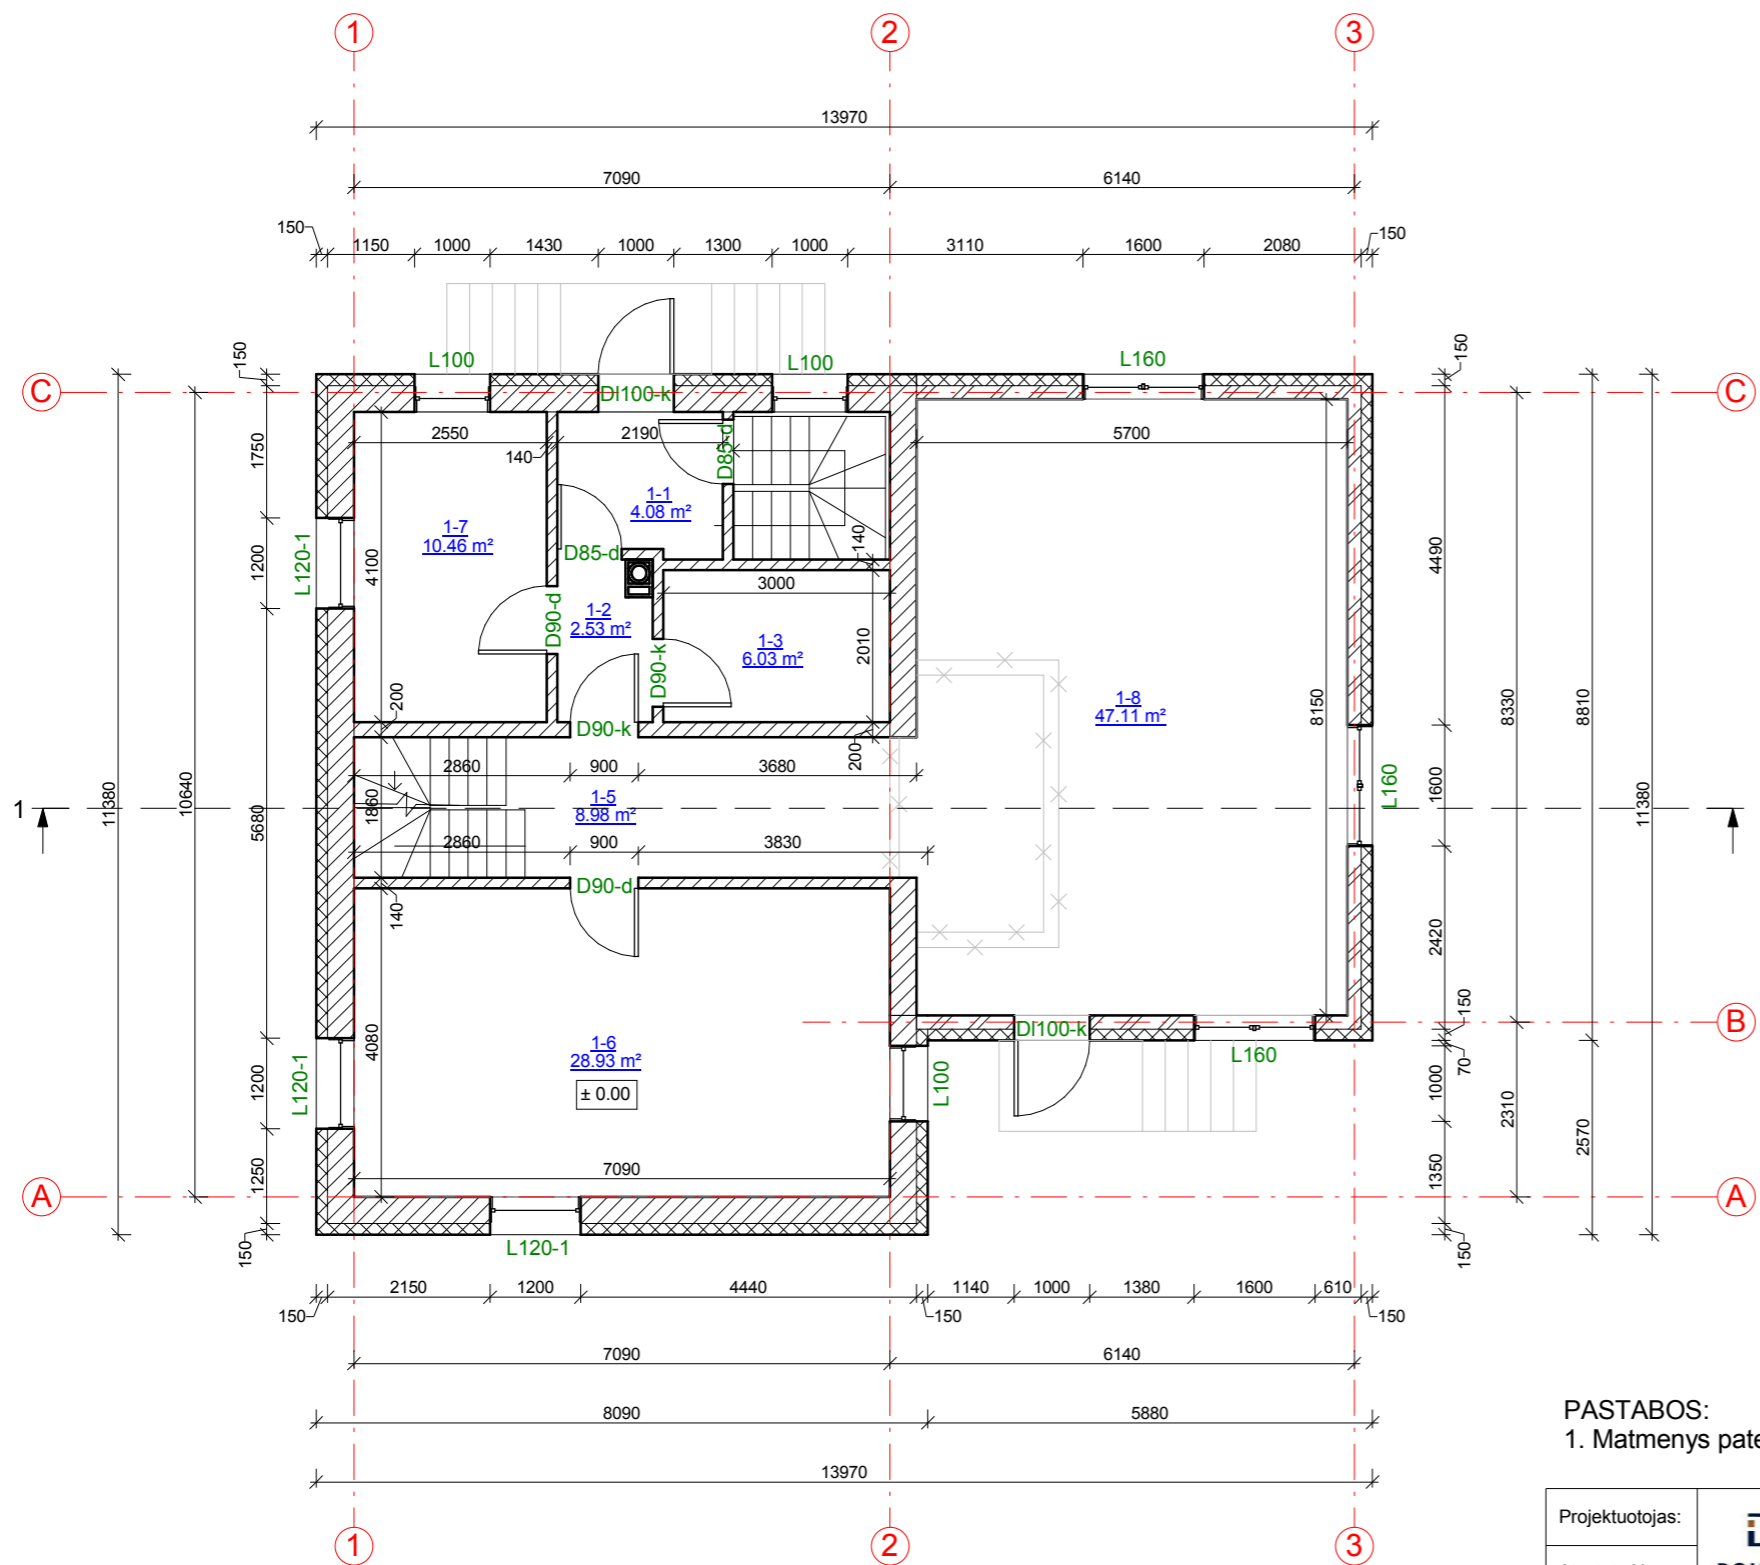 1 2 3
13970
7090 6140
150 1150 1000 1430 1000 1300 1000 3110 1600 2080 150
L100 L100 L160
150 150
C DI100-k C
2550 2190 5700
140 D85-d
1750
1-1
4.08 m²
1-7
10.46 m²
140
D85-d
1200 L120-1 4100 4490
3000
D90-d
1-2
2.53 m²
1-3
6.03 m²
2010
D90-k
200
1-8
47.11 m²
8150 8330 8810
D90-k
200
2860 900 3680
11380 10640 5680 1860
1-5
8.98 m²
1600 L160 11380
1
2860 900 3830
D90-d
140
2420
150
DI100-k B
4080
1-6
28.93 m²
± 0.00
L160
70
1200 L120-1 L100 1000
2310 2570
1250 7090 1350
A A
150 L120-1 150
2150 1200 4440 1140 1000 1380 1600 610
150 150 150
7090 6140
8090 5880
13970
1 2 3
PASTABOS:
1. Matmenys pate
Projektuotojas: